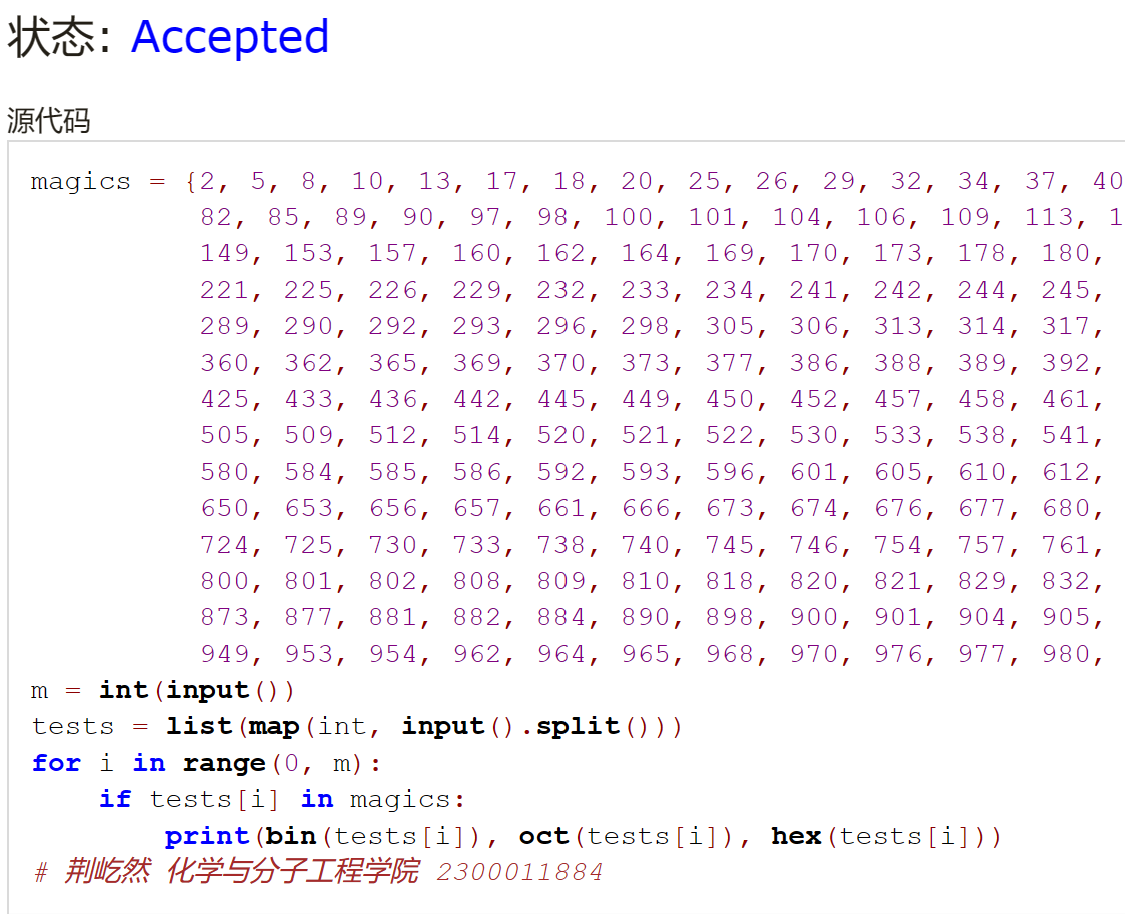 状态: Accepted
源代码
magics = {2, 5, 8, 10, 13, 17, 18, 20, 25, 26, 29, 32, 34, 37, 40
82, 85, 89, 90, 97, 98, 100, 101, 104, 106, 109, 113, 1
149, 153, 157, 160, 162, 164, 169, 170, 173, 178, 180,
221, 225, 226, 229, 232, 233, 234, 241, 242, 244, 245,
289, 290, 292, 293, 296, 298, 305, 306, 313, 314, 317,
360, 362, 365, 369, 370, 373, 377, 386, 388, 389, 392,
425, 433, 436, 442, 445, 449, 450, 452, 457, 458, 461,
505, 509, 512, 514, 520, 521, 522, 530, 533, 538, 541,
580, 584, 585, 586, 592, 593, 596, 601, 605, 610, 612,
650, 653, 656, 657, 661, 666, 673, 674, 676, 677, 680,
724, 725, 730, 733, 738, 740, 745, 746, 754, 757, 761,
800, 801, 802, 808, 809, 810, 818, 820, 821, 829, 832,
873, 877, 881, 882, 884, 890, 898, 900, 901, 904, 905,
949, 953, 954, 962, 964, 965, 968, 970, 976, 977, 980,
m = int(input())
tests = list(map(int, input().split()))
for i in range(0, m):
    if tests[i] in magics:
        print(bin(tests[i]), oct(tests[i]), hex(tests[i]))
# 荆屹然 化学与分子工程学院 2300011884